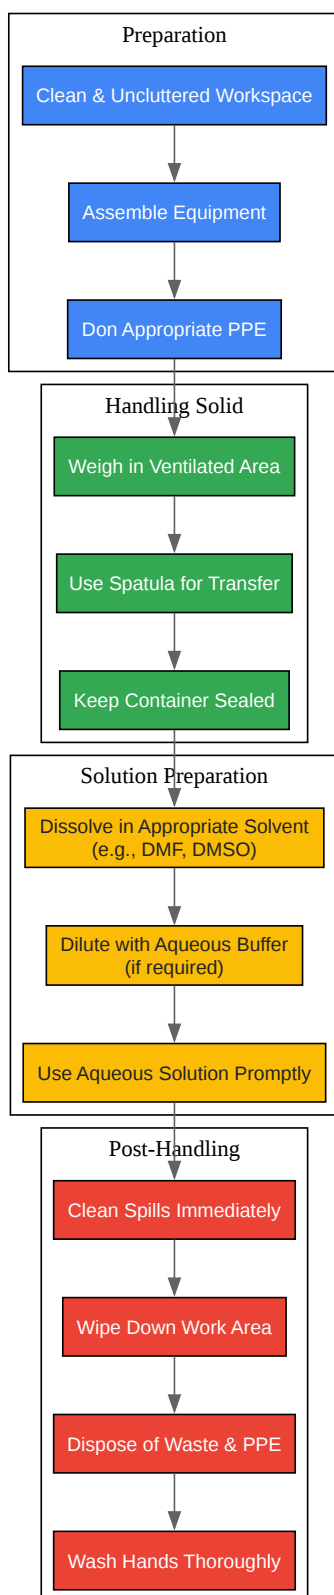 Preparation
Clean & Uncluttered Workspace
Assemble Equipment
Don Appropriate PPE
Handling Solid
Weigh in Ventilated Area
Use Spatula for Transfer
Keep Container Sealed
Solution Preparation
Dissolve in Appropriate Solvent
(e.g., DMF, DMSO)
Dilute with Aqueous Buffer
(if required)
Use Aqueous Solution Promptly
Post-Handling
Clean Spills Immediately
Wipe Down Work Area
Dispose of Waste & PPE
Wash Hands Thoroughly